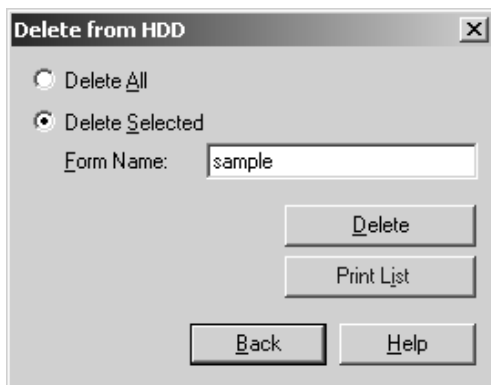 Delete from HDD
Delete All
Delete Selected
Form Name: sample
Delete
Print List
Back Help